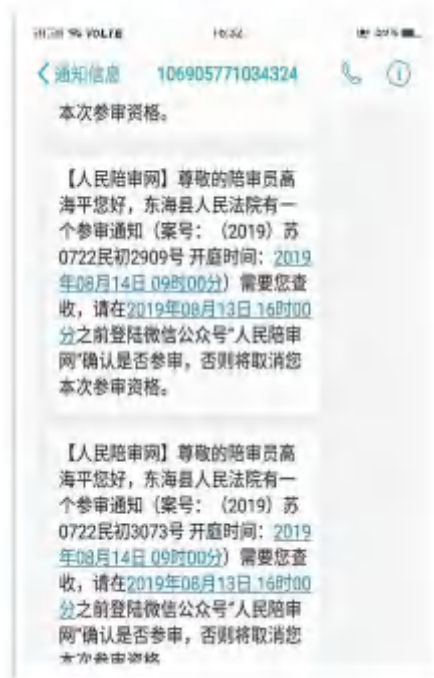 VOLTE
16:32
通知信息 106905771034324
本次参审资格。
【人民陪审网】尊敬的陪审员高
海平您好，东海县人民法院有一
个参审通知（案号：（2019）苏
0722民初2909号 开庭时间：2019
年08月14日 09时00分）需要您查
收，请在2019年08月13日 16时00
分之前登陆微信公众号“人民陪审
网”确认是否参审，否则将取消您
本次参审资格。
【人民陪审网】尊敬的陪审员高
海平您好，东海县人民法院有一
个参审通知（案号：（2019）苏
0722民初3073号 开庭时间：2019
年08月14日 09时00分）需要您查
收，请在2019年08月13日 16时00
分之前登陆微信公众号“人民陪审
网”确认是否参审，否则将取消您
本次参审资格